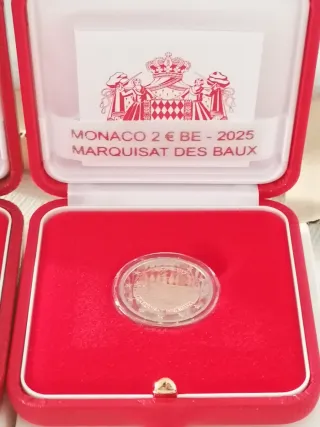 MONACO 2 € BE - 2025
MARQUISAT DES BAUX